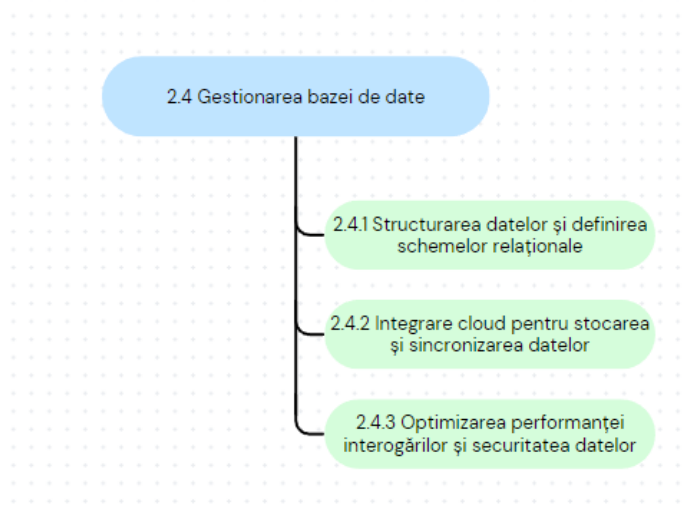 2.4 Gestionarea bazei de date
2.4.1 Structurarea datelor și definirea
schemelor relaționale
2.4.2 Integrare cloud pentru stocarea
și sincronizarea datelor
2.4.3 Optimizarea performanței
interogărilor și securitatea datelor